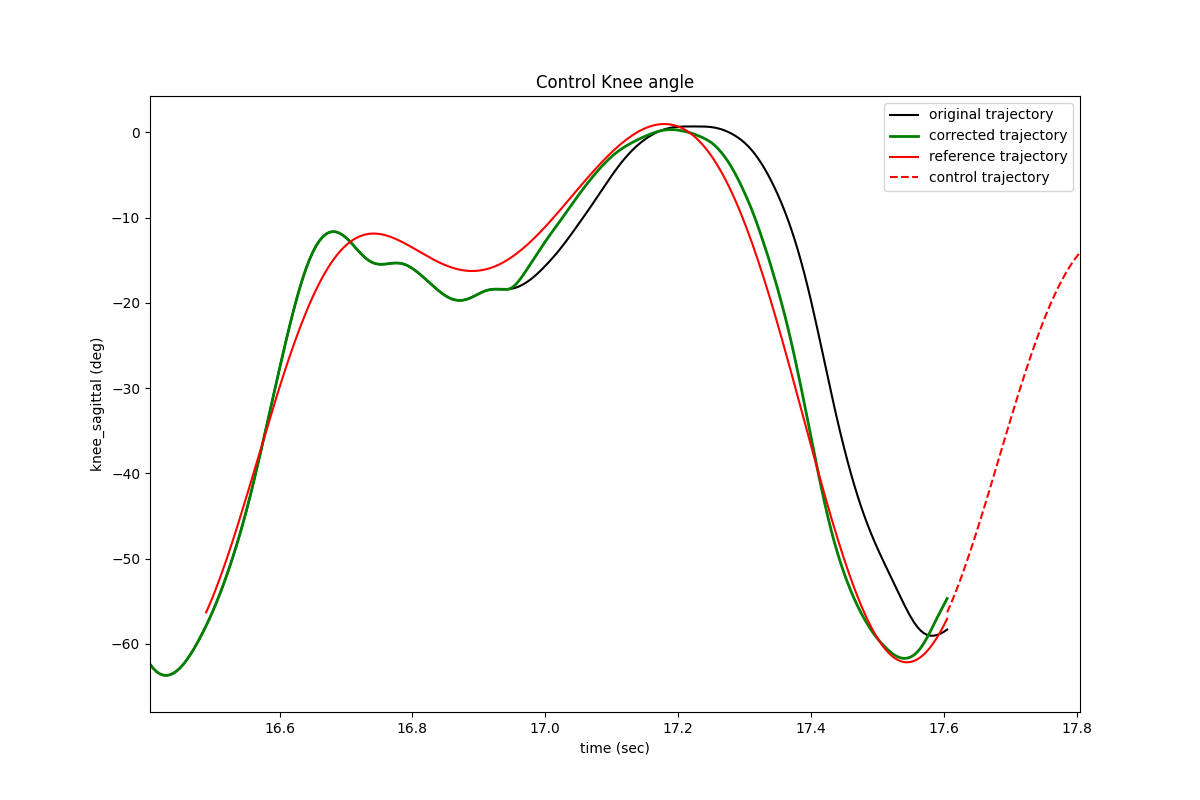 Control Knee angle
original trajectory
corrected trajectory
reference trajectory
control trajectory
knee_sagittal (deg)
0
−10
−20
−30
−40
−50
−60
16.6
16.8
17.0
17.2
17.4
17.6
17.8
time (sec)